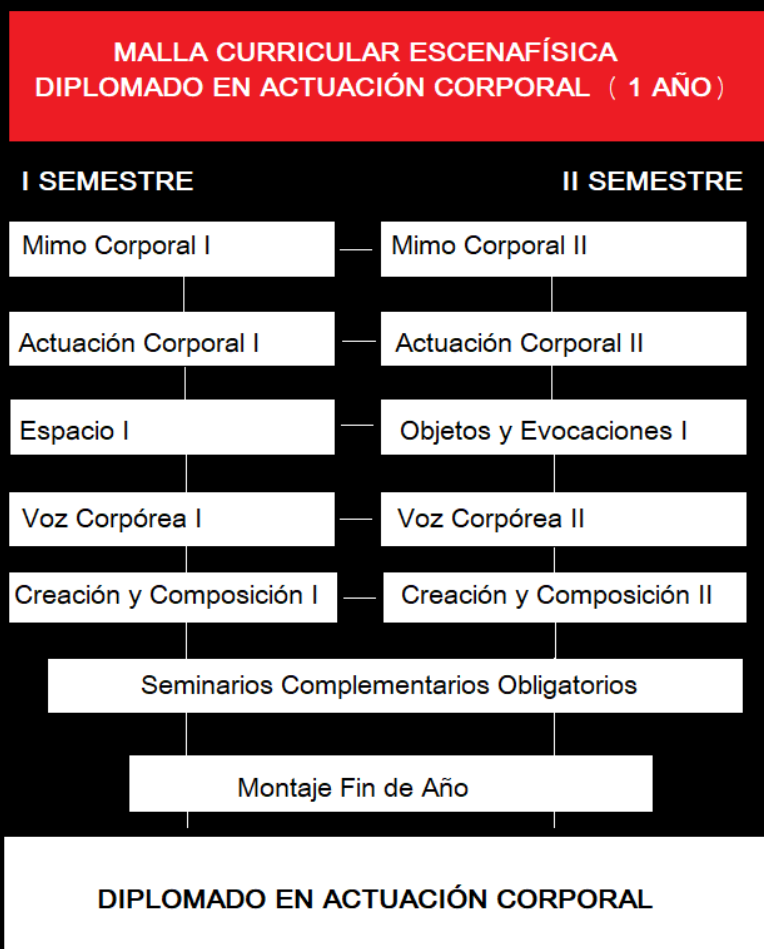 MALLA CURRICULAR ESCENAFÍSICA
DIPLOMADO EN ACTUACIÓN CORPORAL ( 1 AÑO)
I SEMESTRE
II SEMESTRE
Mimo Corporal I
Mimo Corporal II
Actuación Corporal I
Actuación Corporal II
Espacio I
Objetos y Evocaciones I
Voz Corpórea I
Voz Corpórea II
Creación y Composición I
Creación y Composición II
Seminarios Complementarios Obligatorios
Montaje Fin de Año
DIPLOMADO EN ACTUACIÓN CORPORAL